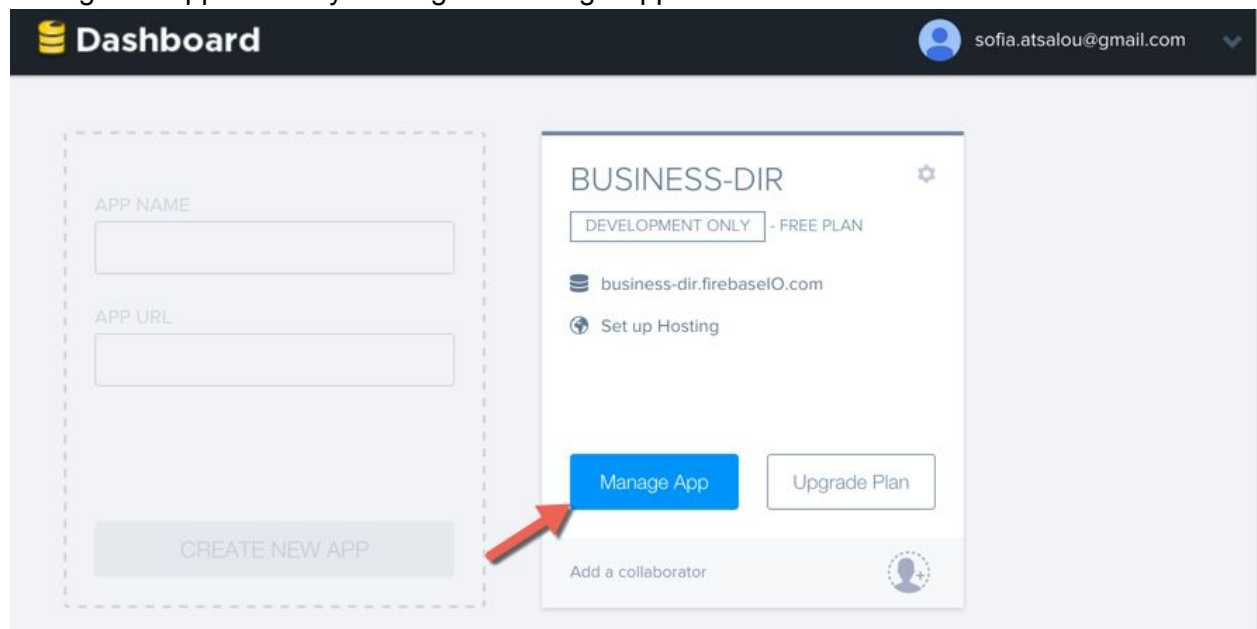 Dashboard
sofia.atsalou@gmail.com
APP NAME
APP URL
CREATE NEW APP
BUSINESS-DIR
DEVELOPMENT ONLY - FREE PLAN
business-dir.firebaseIO.com
Set up Hosting
Manage App
Upgrade Plan
Add a collaborator